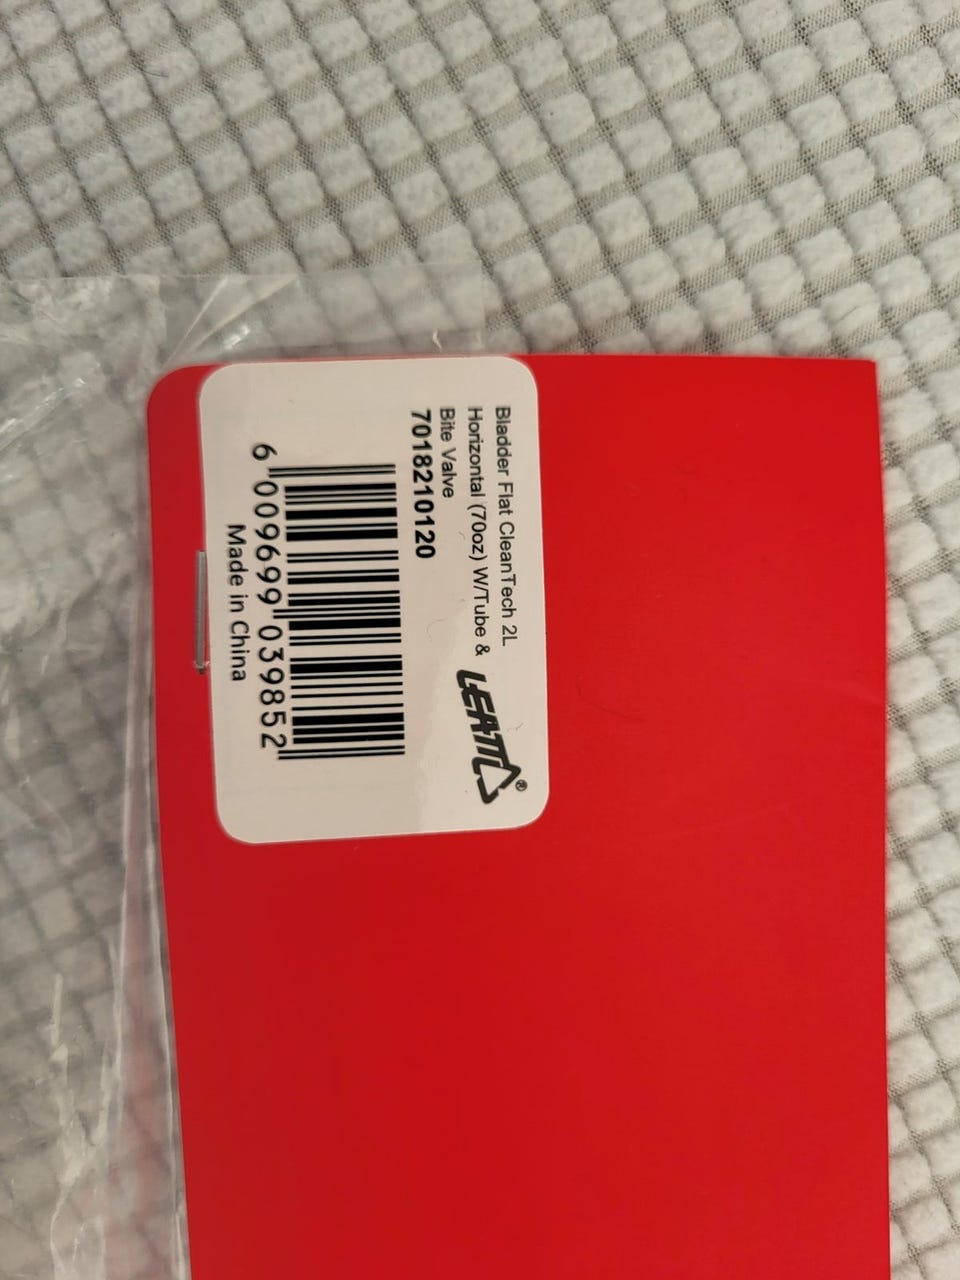 Bladder Flat CleanTech 2L
Horizontal (70oz) W/Tube &
Bite Valve
7018210120
LEATT®
6 009699 039852
Made in China